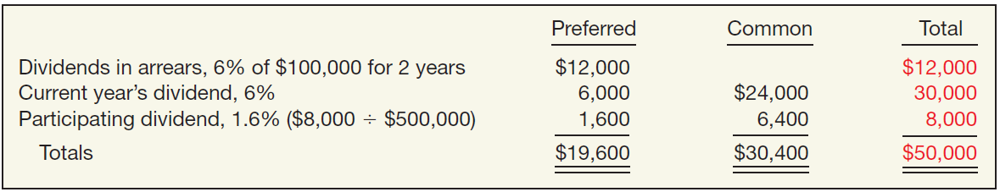 Preferred Common Total
Dividends in arrears, 6% of $100,000 for 2 years $12,000 $12,000
Current year’s dividend, 6% 6,000 $24,000 30,000
Participating dividend, 1.6% ($8,000 ÷ $500,000) 1,600 6,400 8,000
Totals $19,600 $30,400 $50,000